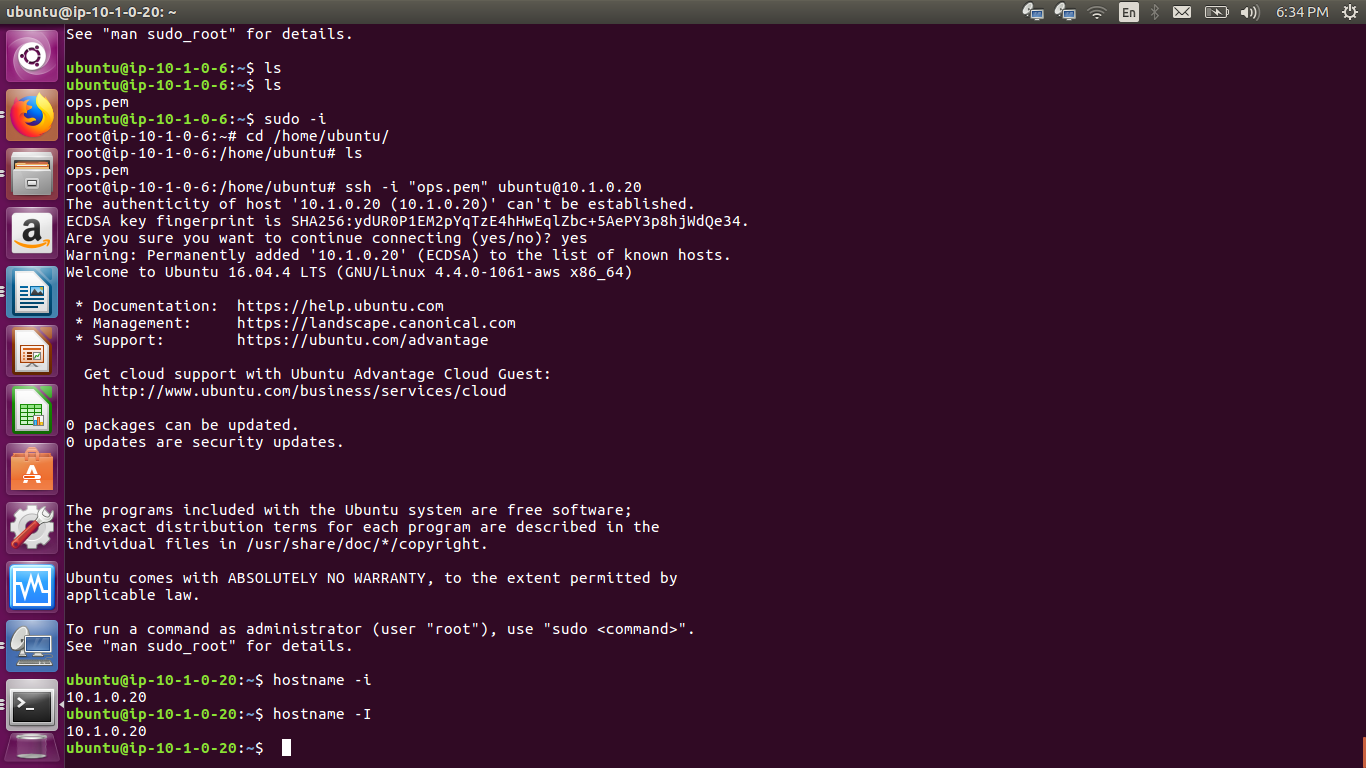 ubuntu@ip-10-1-0-20: ~
En
6:34 PM
See "man sudo_root" for details.
ubuntu@ip-10-1-0-6:~$ ls
ubuntu@ip-10-1-0-6:~$ ls
ops.pem
ubuntu@ip-10-1-0-6:~$ sudo -i
root@ip-10-1-0-6:~# cd /home/ubuntu/
root@ip-10-1-0-6:/home/ubuntu# ls
ops.pem
root@ip-10-1-0-6:/home/ubuntu# ssh -i "ops.pem" ubuntu@10.1.0.20
The authenticity of host '10.1.0.20 (10.1.0.20)' can't be established.
ECDSA key fingerprint is SHA256:ydUR0P1EM2pYqTzE4hHwEqlZbc+5AePY3p8hjWdQe34.
Are you sure you want to continue connecting (yes/no)? yes
Warning: Permanently added '10.1.0.20' (ECDSA) to the list of known hosts.
Welcome to Ubuntu 16.04.4 LTS (GNU/Linux 4.4.0-1061-aws x86_64)
* Documentation:  https://help.ubuntu.com
* Management:     https://landscape.canonical.com
* Support:        https://ubuntu.com/advantage
Get cloud support with Ubuntu Advantage Cloud Guest:
http://www.ubuntu.com/business/services/cloud
0 packages can be updated.
0 updates are security updates.
The programs included with the Ubuntu system are free software;
the exact distribution terms for each program are described in the
individual files in /usr/share/doc/*/copyright.
Ubuntu comes with ABSOLUTELY NO WARRANTY, to the extent permitted by
applicable law.
To run a command as administrator (user "root"), use "sudo <command>".
See "man sudo_root" for details.
ubuntu@ip-10-1-0-20:~$ hostname -i
10.1.0.20
ubuntu@ip-10-1-0-20:~$ hostname -I
10.1.0.20
ubuntu@ip-10-1-0-20:~$